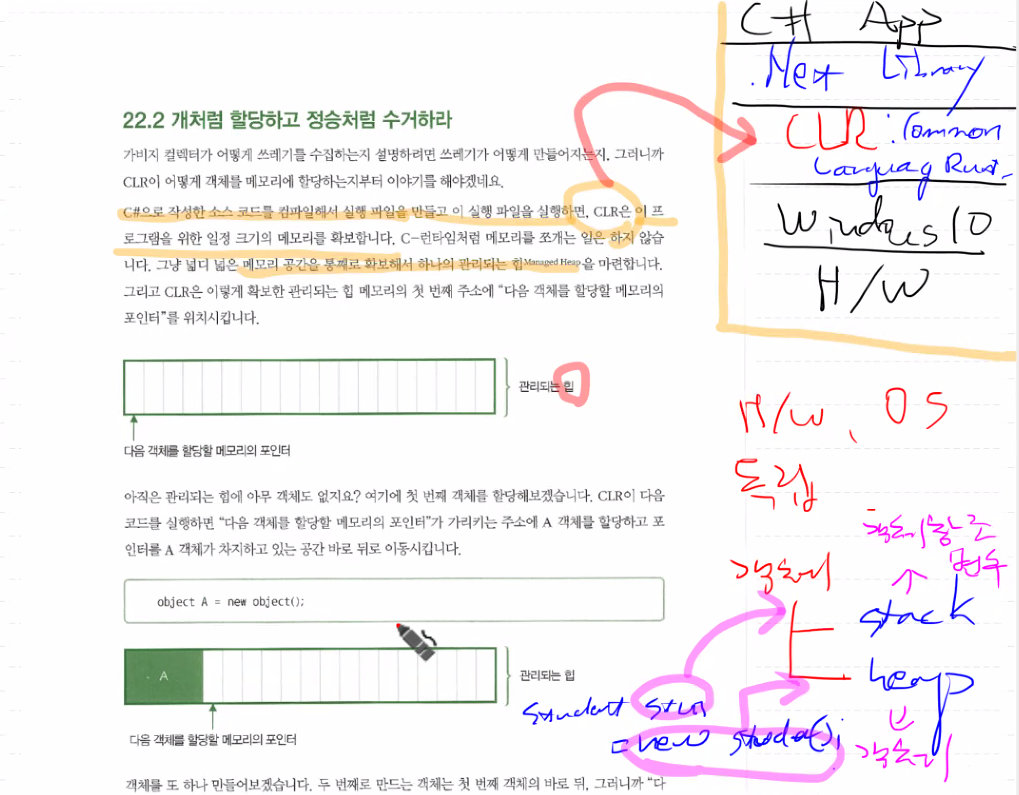 C# App
.Net Library
CLR : Common
Language
Windows 10
H/W
22.2 개처럼 할당하고 정승처럼 수거하라
가비지 컬렉터가 어떻게 쓰레기를 수집하는지 설명하려면 쓰레기가 어떻게 만들어지는지, 그러니까
CLR이 어떻게 객체를 메모리에 할당하는지부터 이야기를 해야겠네요.
C#으로 작성한 소스 코드를 컴파일해서 실행 파일을 만들고 이 실행 파일을 실행하면, CLR은 이 프
로그램을 위한 일정 크기의 메모리를 확보합니다. C-런타임처럼 메모리를 쪼개는 일은 하지 않습
니다. 그냥 넓디 넓은 메모리 공간을 통째로 확보해서 하나의 관리되는 힙Managed Heap을 마련합니다.
그리고 CLR은 이렇게 확보한 관리되는 힙 메모리의 첫 번째 주소에 “다음 객체를 할당할 메모리의
포인터”를 위치시킵니다.
관리되는 힙
다음 객체를 할당할 메모리의 포인터
H/W, OS
독립
아직은 관리되는 힙에 아무 객체도 없지요? 여기에 첫 번째 객체를 할당해보겠습니다. CLR이 다음
코드를 실행하면 “다음 객체를 할당할 메모리의 포인터”가 가리키는 주소에 A 객체를 할당하고 포
인터를 A 객체가 차지하고 있는 공간 바로 뒤로 이동시킵니다.
object A = new object();
stack
heap
A
관리되는 힙
Student
= new
다음 객체를 할당할 메모리의 포인터
객체를 또 하나 만들어보겠습니다. 두 번째로 만드는 객체는 첫 번째 객체의 바로 뒤, 그러니까 “다